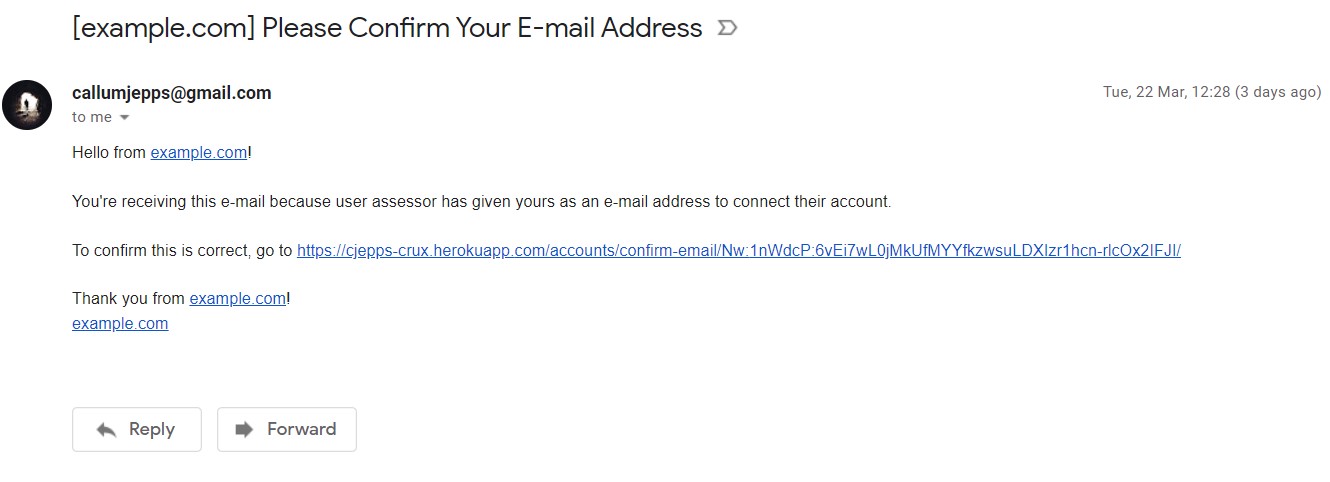 [example.com] Please Confirm Your E-mail Address
callumjepps@gmail.com
Tue, 22 Mar, 12:28 (3 days ago)
to me
Hello from example.com!
You're receiving this e-mail because user assessor has given yours as an e-mail address to connect their account.
To confirm this is correct, go to https://cjepps-crux.herokuapp.com/accounts/confirm-email/Nw:1nWdcP:6vEi7wL0jMkUfMYYfkzwsuLDXIzr1hcn-rlcOx2IFJI/
Thank you from example.com!
example.com
Reply
Forward